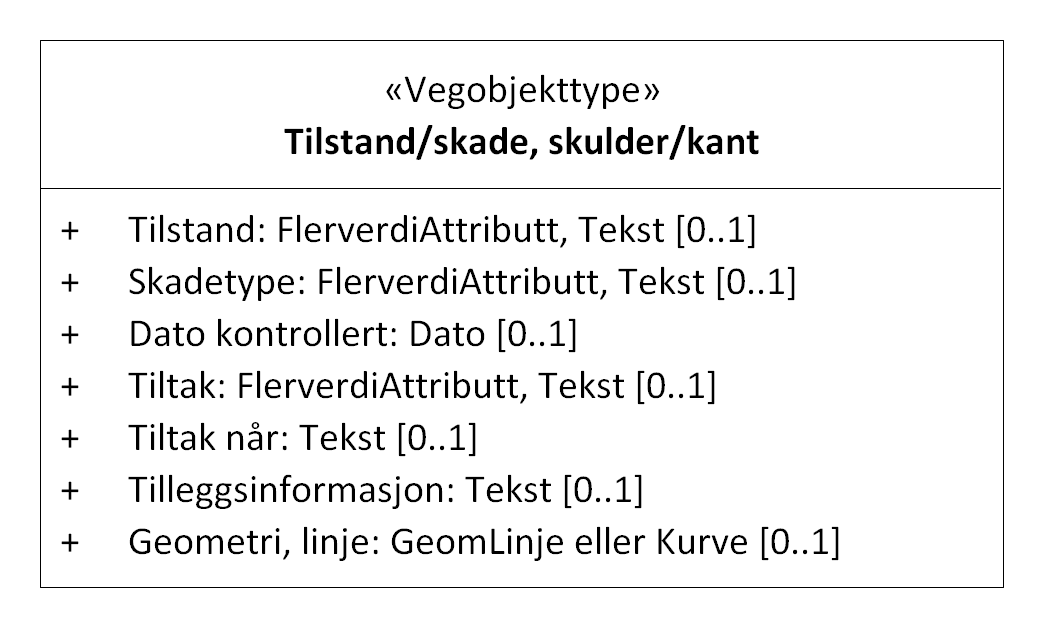 «Vegobjekttype»
Tilstand/skade, skulder/kant
+ Tilstand: FlerverdiAttributt, Tekst [0..1]
+ Skadetype: FlerverdiAttributt, Tekst [0..1]
+ Dato kontrollert: Dato [0..1]
+ Tiltak: FlerverdiAttributt, Tekst [0..1]
+ Tiltak når: Tekst [0..1]
+ Tilleggsinformasjon: Tekst [0..1]
+ Geometri, linje: GeomLinje eller Kurve [0..1]